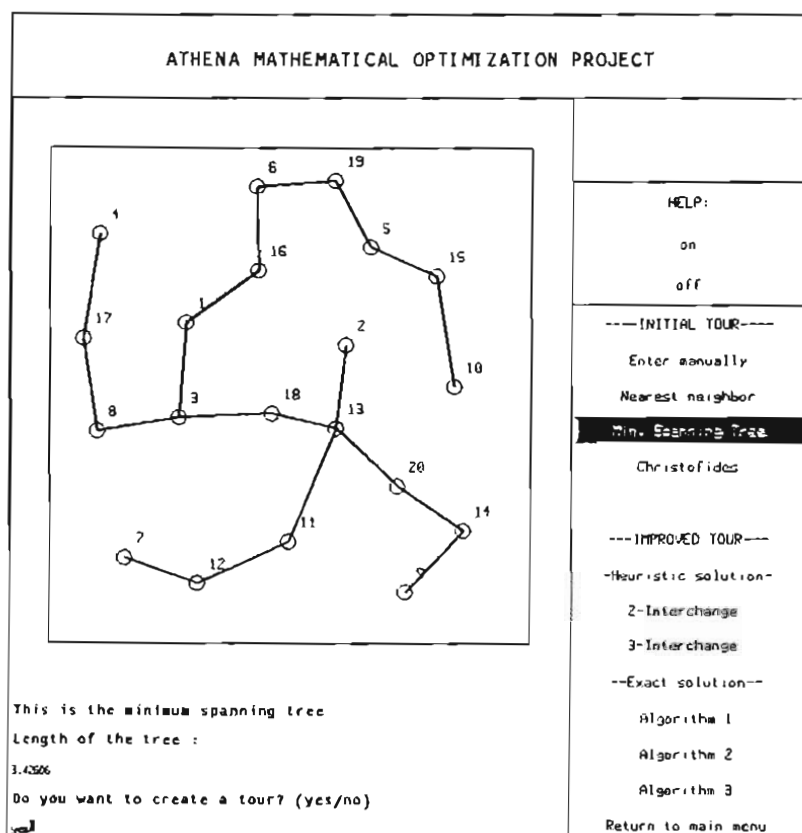 ATHENA MATHEMATICAL OPTIMIZATION PROJECT
6
19
4
5
16
15
1
17
2
10
3
18
8
13
20
14
11
7
12
HELP:
on
off
----INITIAL TOUR----
Enter manually
Nearest neighbor
Min. Spanning Tree
Christofides
---IMPROVED TOUR---
-Heuristic solution-
2-Interchange
3-Interchange
--Exact solution--
Algorithm 1
Algorithm 2
Algorithm 3
Return to main menu
This is the minimum spanning tree
Length of the tree :
3.42606
Do you want to create a tour? (yes/no)
yes